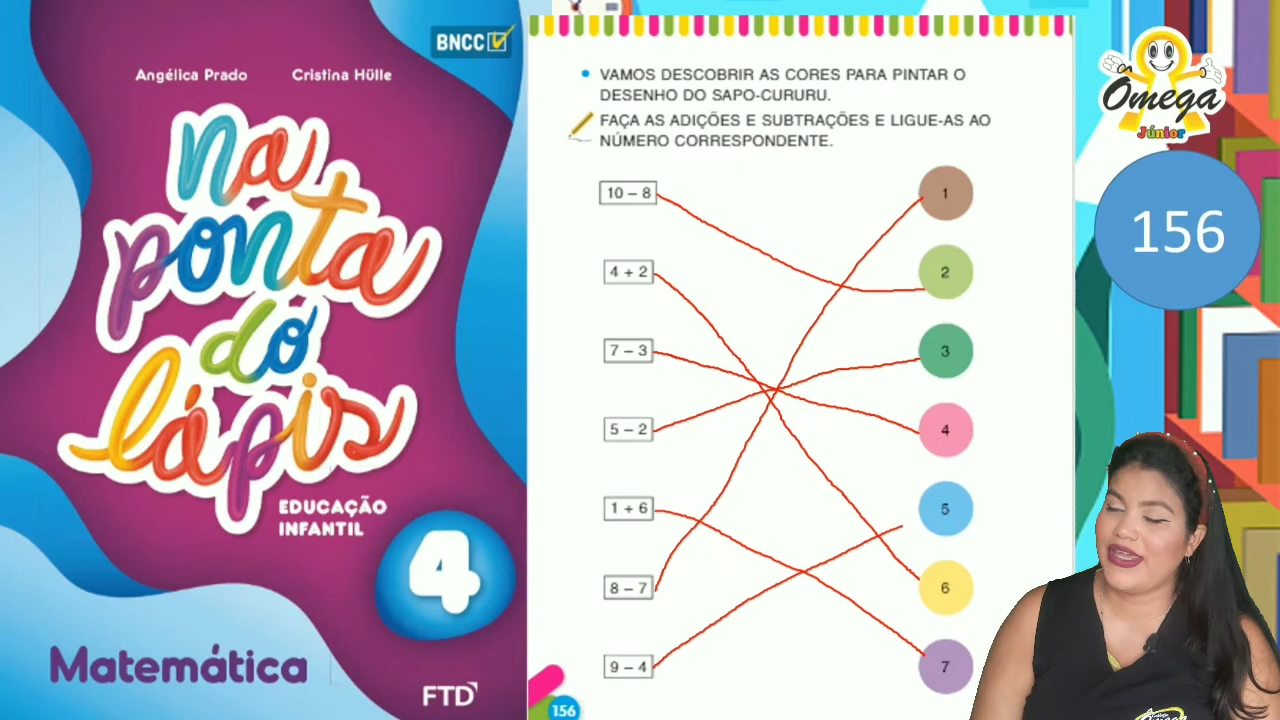 BNCC
Angélica Prado Cristina Hülle
na
ponta
do
lápis
EDUCAÇÃO
INFANTIL
4
Matemática
FTD
VAMOS DESCOBRIR AS CORES PARA PINTAR O
DESENHO DO SAPO-CURURU.
FAÇA AS ADIÇÕES E SUBTRAÇÕES E LIGUE-AS AO
NÚMERO CORRESPONDENTE.
10 – 8 1
4 + 2 2
7 – 3 3
5 – 2 4
1 + 6 5
8 – 7 6
9 – 4 7
156
Ômega
Júnior
156